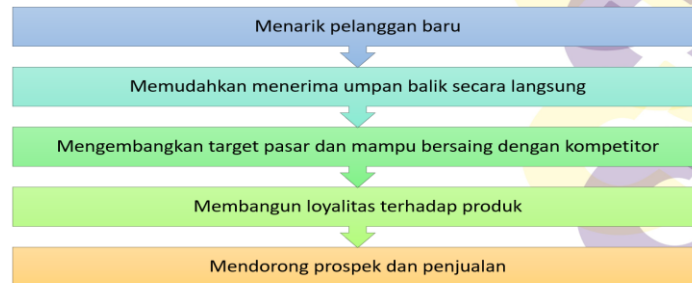 Menarik pelanggan baru
Memudahkan menerima umpan balik secara langsung
Mengembangkan target pasar dan mampu bersaing dengan kompetitor
Membangun loyalitas terhadap produk
Mendorong prospek dan penjualan